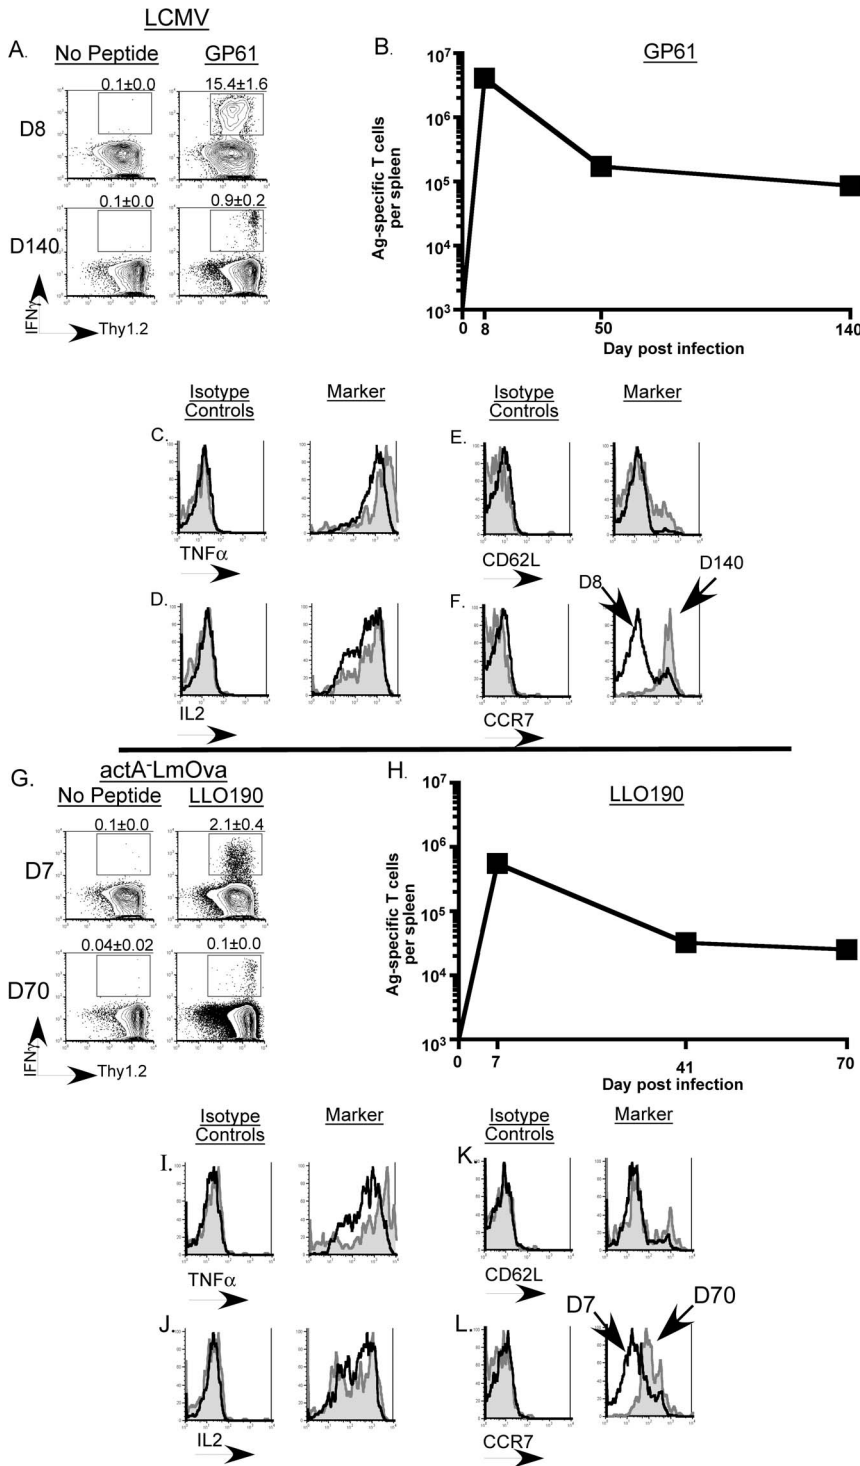 LCMV
A.
No Peptide
GP61
0.1±0.0
15.4±1.6
D8
0.1±0.0
0.9±0.2
D140
IFNγ
Thy1.2
B.
GP61
Ag-specific T cells
per spleen
10⁷
10⁶
10⁵
10⁴
10³
0
8
50
140
Day post infection
Isotype
Controls
Marker
Isotype
Controls
Marker
C.
TNFα
E.
CD62L
D.
IL2
F.
CCR7
D8
D140
actA⁻LmOva
G.
No Peptide
LLO190
0.1±0.0
2.1±0.4
D7
0.04±0.02
0.1±0.0
D70
IFNγ
Thy1.2
H.
LLO190
Ag-specific T cells
per spleen
10⁷
10⁶
10⁵
10⁴
10³
0
7
41
70
Day post infection
Isotype
Controls
Marker
Isotype
Controls
Marker
I.
TNFα
K.
CD62L
J.
IL2
L.
CCR7
D7
D70